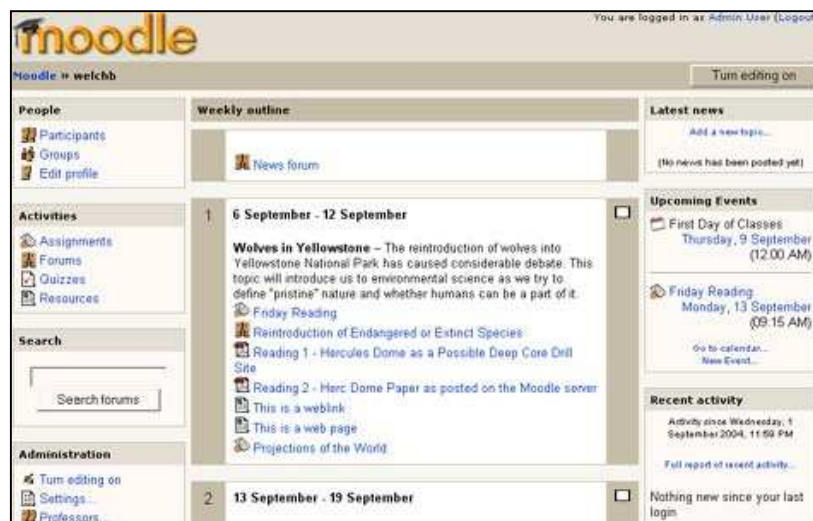 moodle
You are logged in as Admin User (Logout
Moodle » welchb
Turn editing on
People
Participants
Groups
Edit profile
Activities
Assignments
Forums
Quizzes
Resources
Search
Search forums
Administration
Turn editing on
Settings...
Professors...
Weekly outline
News forum
1
6 September - 12 September
Wolves in Yellowstone – The reintroduction of wolves into
Yellowstone National Park has caused considerable debate. This
topic will introduce us to environmental science as we try to
define "pristine" nature and whether humans can be a part of it.
Friday Reading
Reintroduction of Endangered or Extinct Species
Reading 1 - Hercules Dome as a Possible Deep Core Drill
Site
Reading 2 - Herc Dome Paper as posted on the Moodle server
This is a weblink
This is a web page
Projections of the World
2
13 September - 19 September
Latest news
Add a new topic...
(No news has been posted yet)
Upcoming Events
First Day of Classes
Thursday, 9 September
(12:00 AM)
Friday Reading
Monday, 13 September
(09:15 AM)
Go to calendar...
New Event...
Recent activity
Activity since Wednesday, 1
September 2004, 11:59 PM
Full report of recent activity...
Nothing new since your last
login